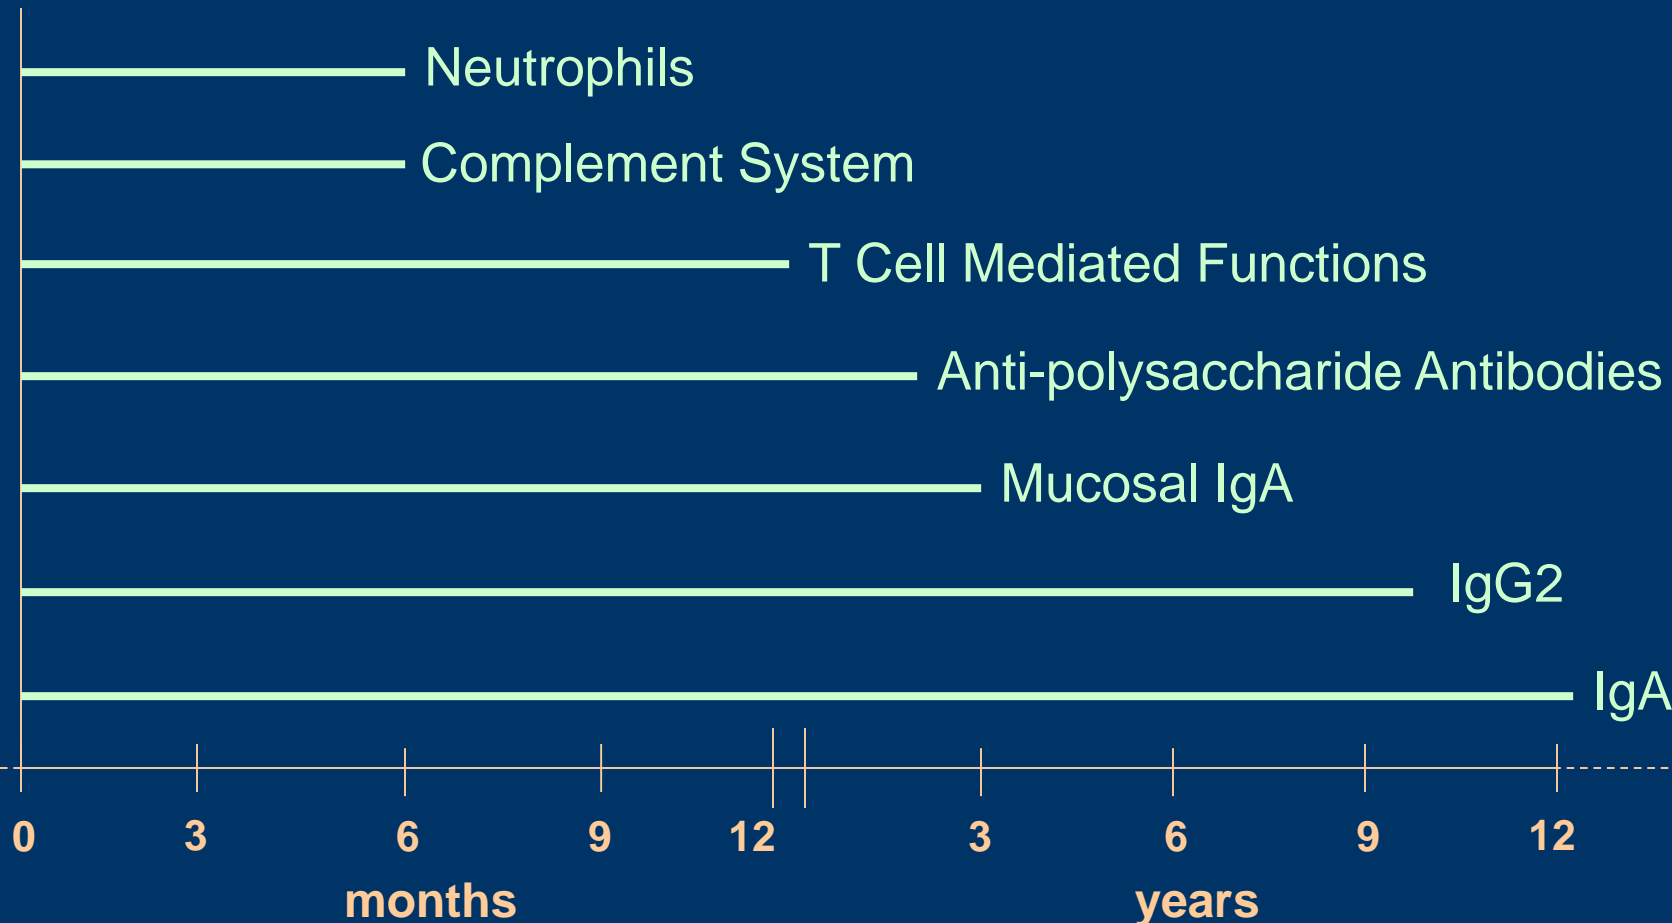 Neutrophils
Complement System
T Cell Mediated Functions
Anti-polysaccharide Antibodies
Mucosal IgA
IgG2
IgA
0 3 6 9 12 3 6 9 12
months years